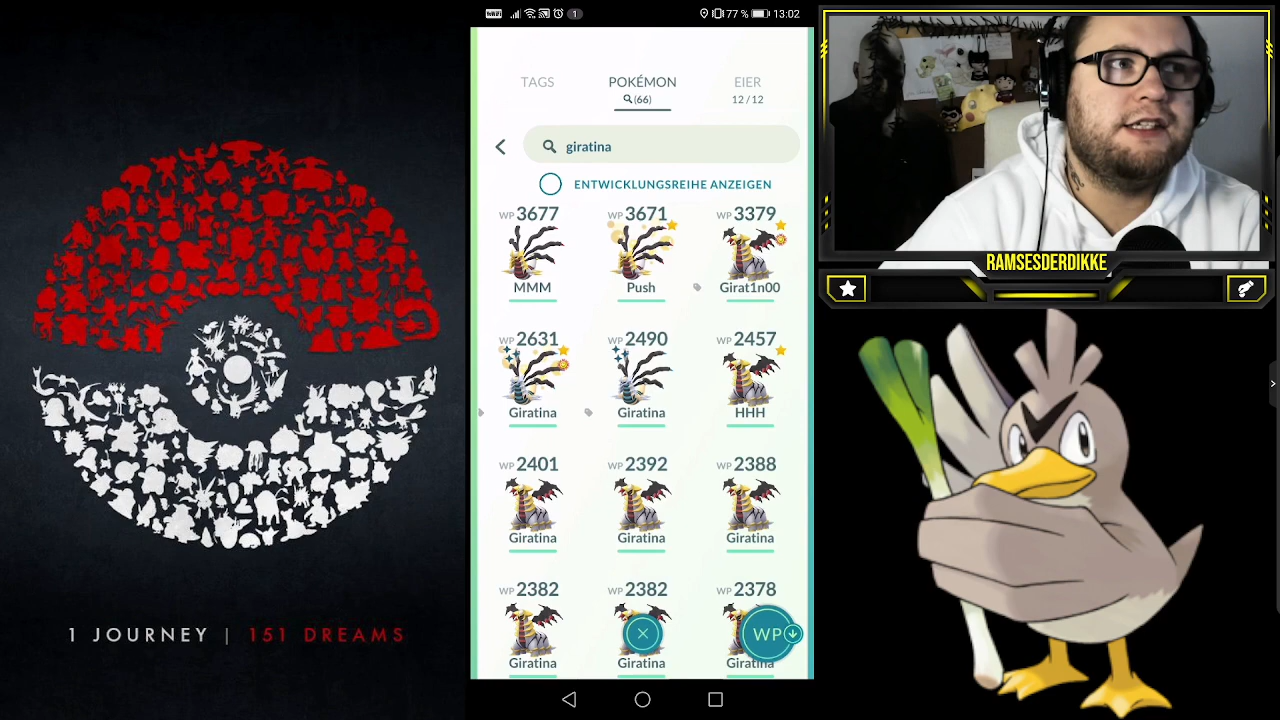 1 JOURNEY | 151 DREAMS
1 77 % 13:02
TAGS POKÉMON EIER
(66) 12/12
giratina
ENTWICKLUNGSREIHE ANZEIGEN
WP 3677 WP 3671 WP 3379
MMM Push Girat1n00
WP 2631 WP 2490 WP 2457
Giratina Giratina HHH
WP 2401 WP 2392 WP 2388
Giratina Giratina Giratina
WP 2382 WP 2382 WP 2378
WP
Giratina Giratina Giratina
RAMSESDERDIKKE